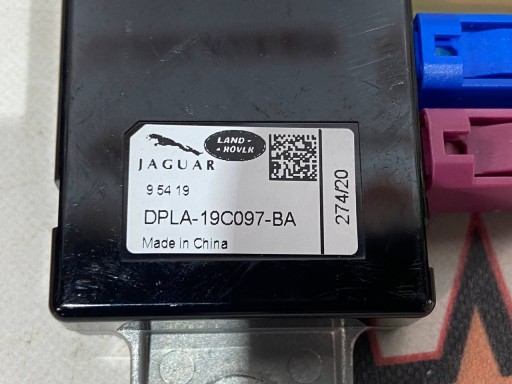 LAND-
ROVER
JAGUAR
9 54 19
DPLA-19C097-BA
Made in China
274/20